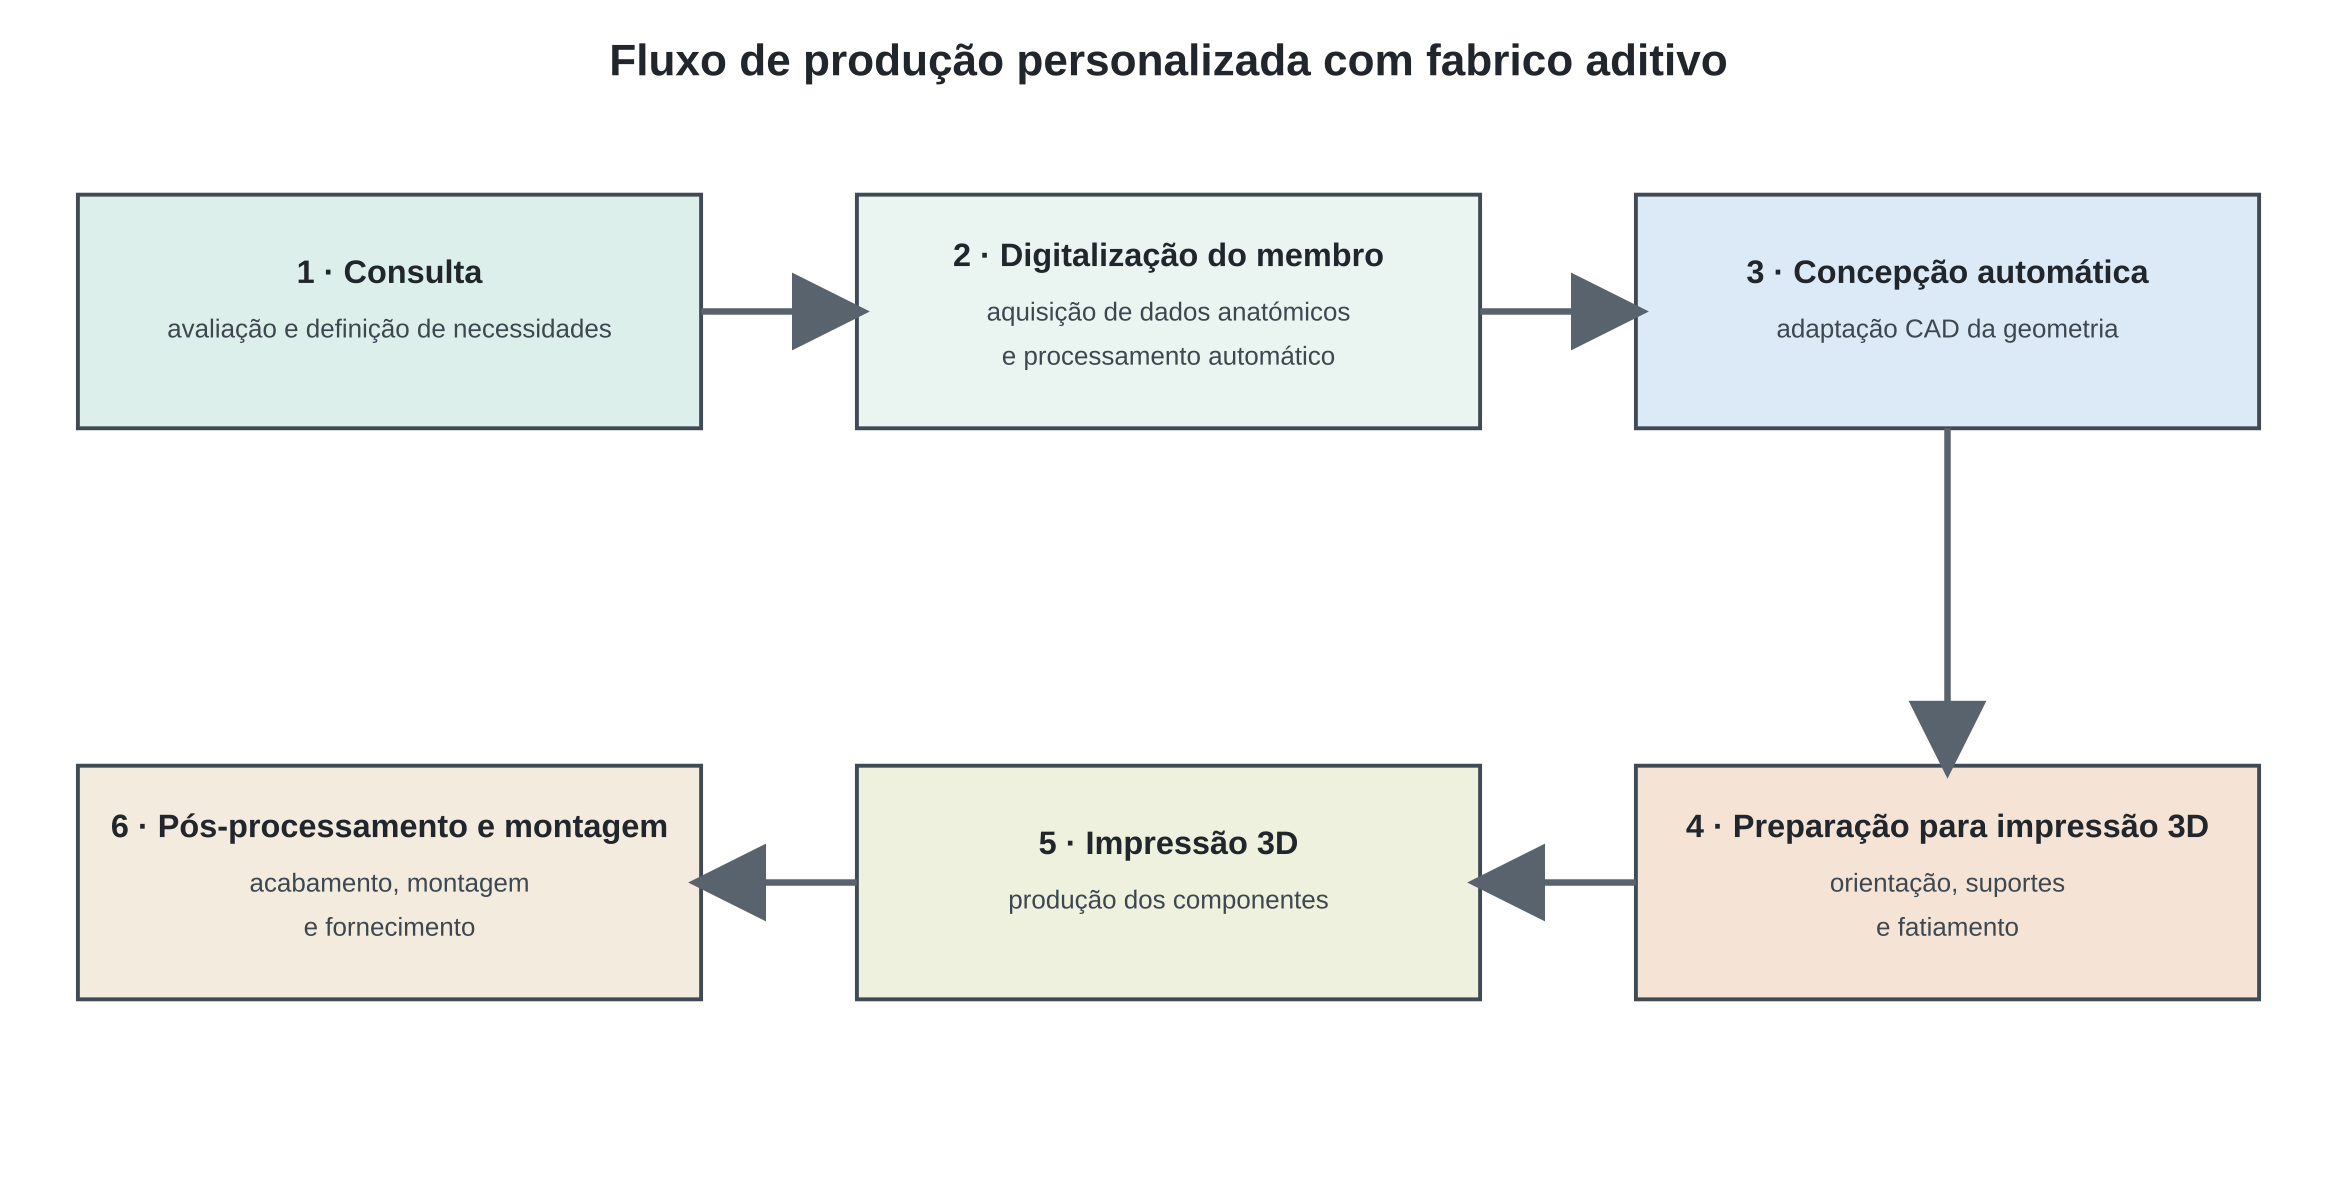 Fluxo de produção personalizada com fabrico aditivo
1 · Consulta
avaliação e definição de necessidades
2 · Digitalização do membro
aquisição de dados anatómicos
e processamento automático
3 · Concepção automática
adaptação CAD da geometria
4 · Preparação para impressão 3D
orientação, suportes
e fatiamento
5 · Impressão 3D
produção dos componentes
6 · Pós-processamento e montagem
acabamento, montagem
e fornecimento